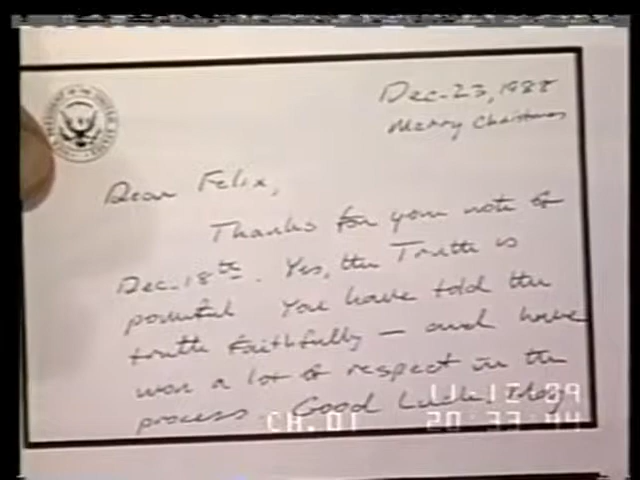 Dec. 23, 1988
Merry Christmas
Dear Felix,
Thanks for your note of
Dec. 18th. Yes, the Truth is
powerful You have told the
truth faithfully — and have
won a lot of respect in the
process. Good Luck!
CH.01 20:33:44